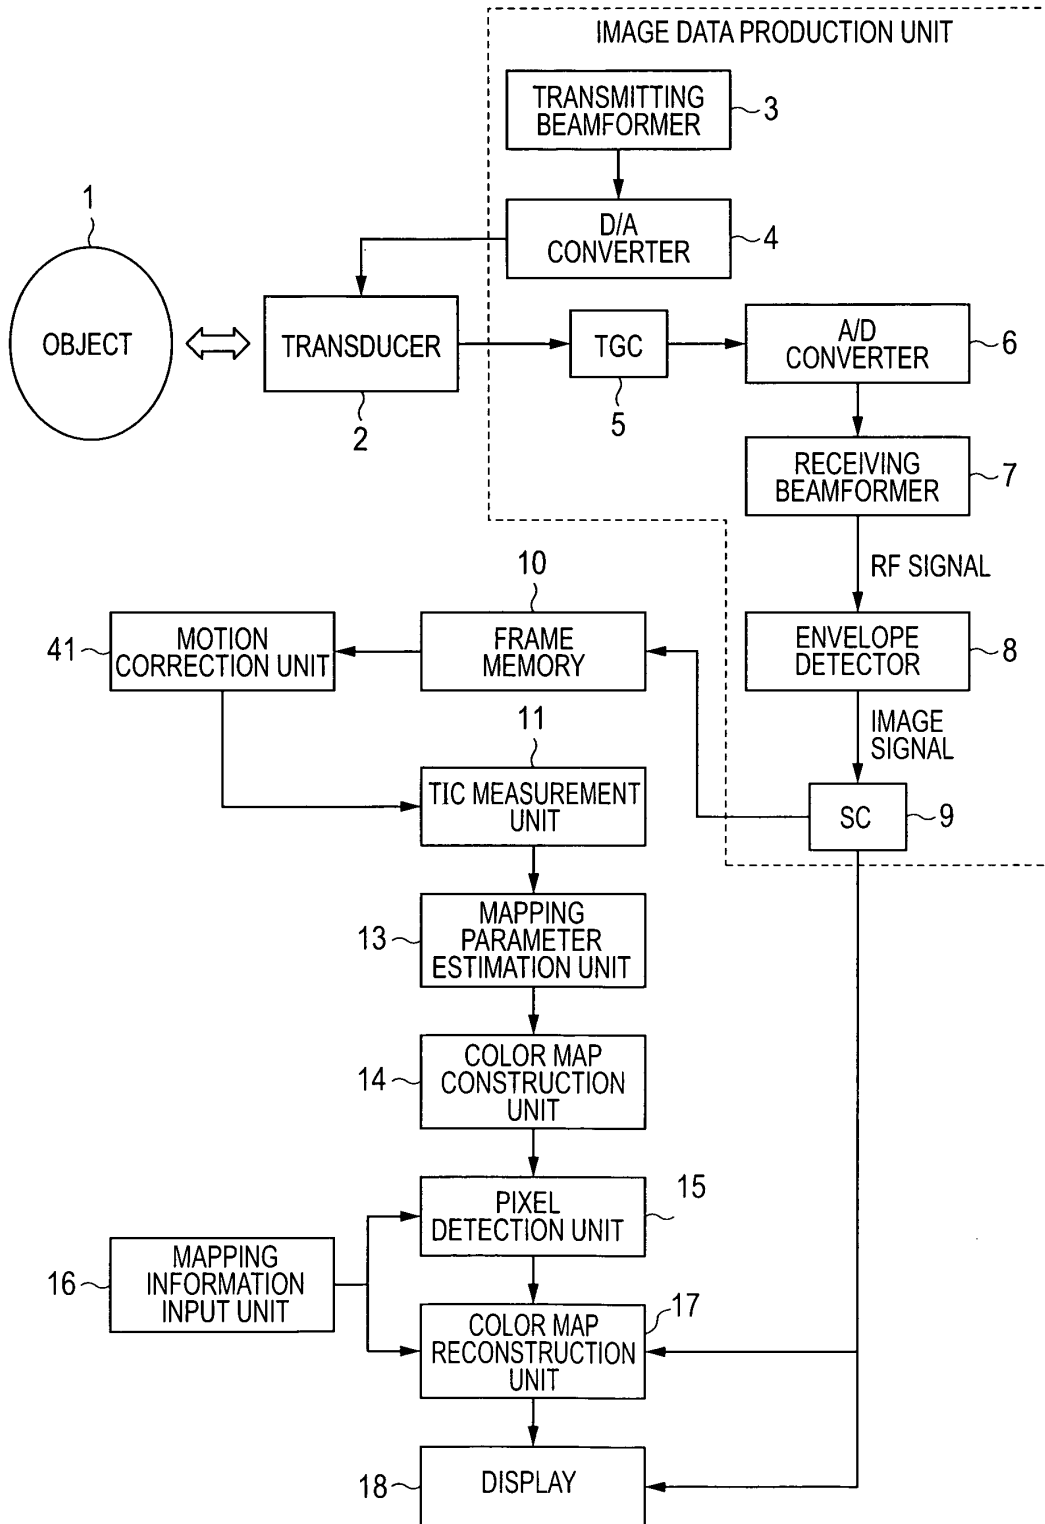 IMAGE DATA PRODUCTION UNIT
TRANSMITTING
BEAMFORMER
3
1
D/A
CONVERTER
4
OBJECT
TRANSDUCER
2
TGC
5
A/D
CONVERTER
6
RECEIVING
BEAMFORMER
7
RF SIGNAL
10
41
MOTION
CORRECTION UNIT
FRAME
MEMORY
ENVELOPE
DETECTOR
8
IMAGE
SIGNAL
11
TIC MEASUREMENT
UNIT
SC
9
13
MAPPING
PARAMETER
ESTIMATION UNIT
14
COLOR MAP
CONSTRUCTION
UNIT
PIXEL
DETECTION UNIT
15
16
MAPPING
INFORMATION
INPUT UNIT
COLOR MAP
RECONSTRUCTION
UNIT
17
18
DISPLAY